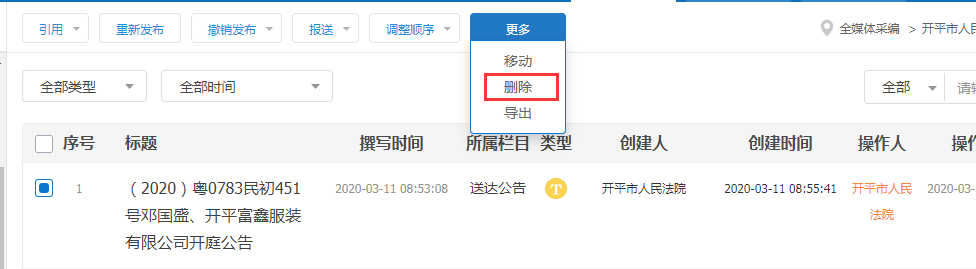 引用 重新发布 撤销发布 报送 调整顺序 更多 全媒体采编 > 开平市人民
移动
全部类型 全部时间 删除 全部 请输
导出
序号 标题 撰写时间 所属栏目 类型 创建人 创建时间 操作人 操作
1 （2020）粤0783民初451 2020-03-11 08:53:08 送达公告 T 开平市人民法院 2020-03-11 08:55:41 开平市人民 2020-03-
号邓国盛、开平富鑫服装 法院
有限公司开庭公告